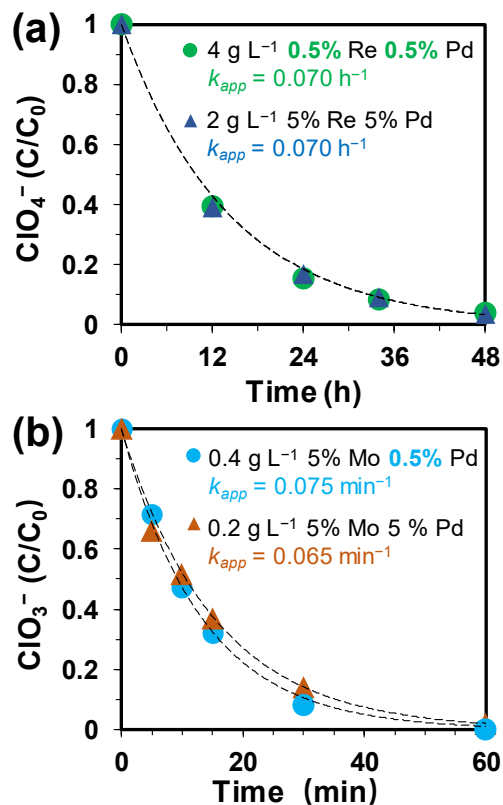 (a)
ClO₄⁻ (C/C₀)
1
0.8
0.6
0.4
0.2
0
4 g L⁻¹ 0.5% Re 0.5% Pd
kapp = 0.070 h⁻¹
2 g L⁻¹ 5% Re 5% Pd
kapp = 0.070 h⁻¹
0 12 24 36 48
Time (h)
(b)
ClO₃⁻ (C/C₀)
1
0.8
0.6
0.4
0.2
0
0.4 g L⁻¹ 5% Mo 0.5% Pd
kapp = 0.075 min⁻¹
0.2 g L⁻¹ 5% Mo 5 % Pd
kapp = 0.065 min⁻¹
0 20 40 60
Time (min)